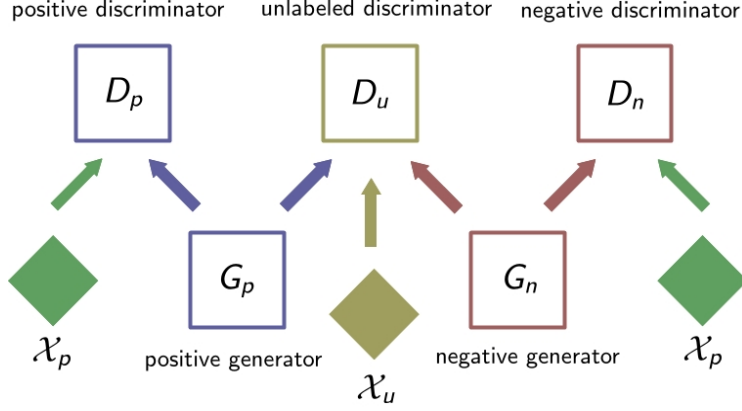 positive discriminator unlabeled discriminator negative discriminator
D_p D_u D_n
G_p G_n
𝒳_p positive generator negative generator 𝒳_p
𝒳_u